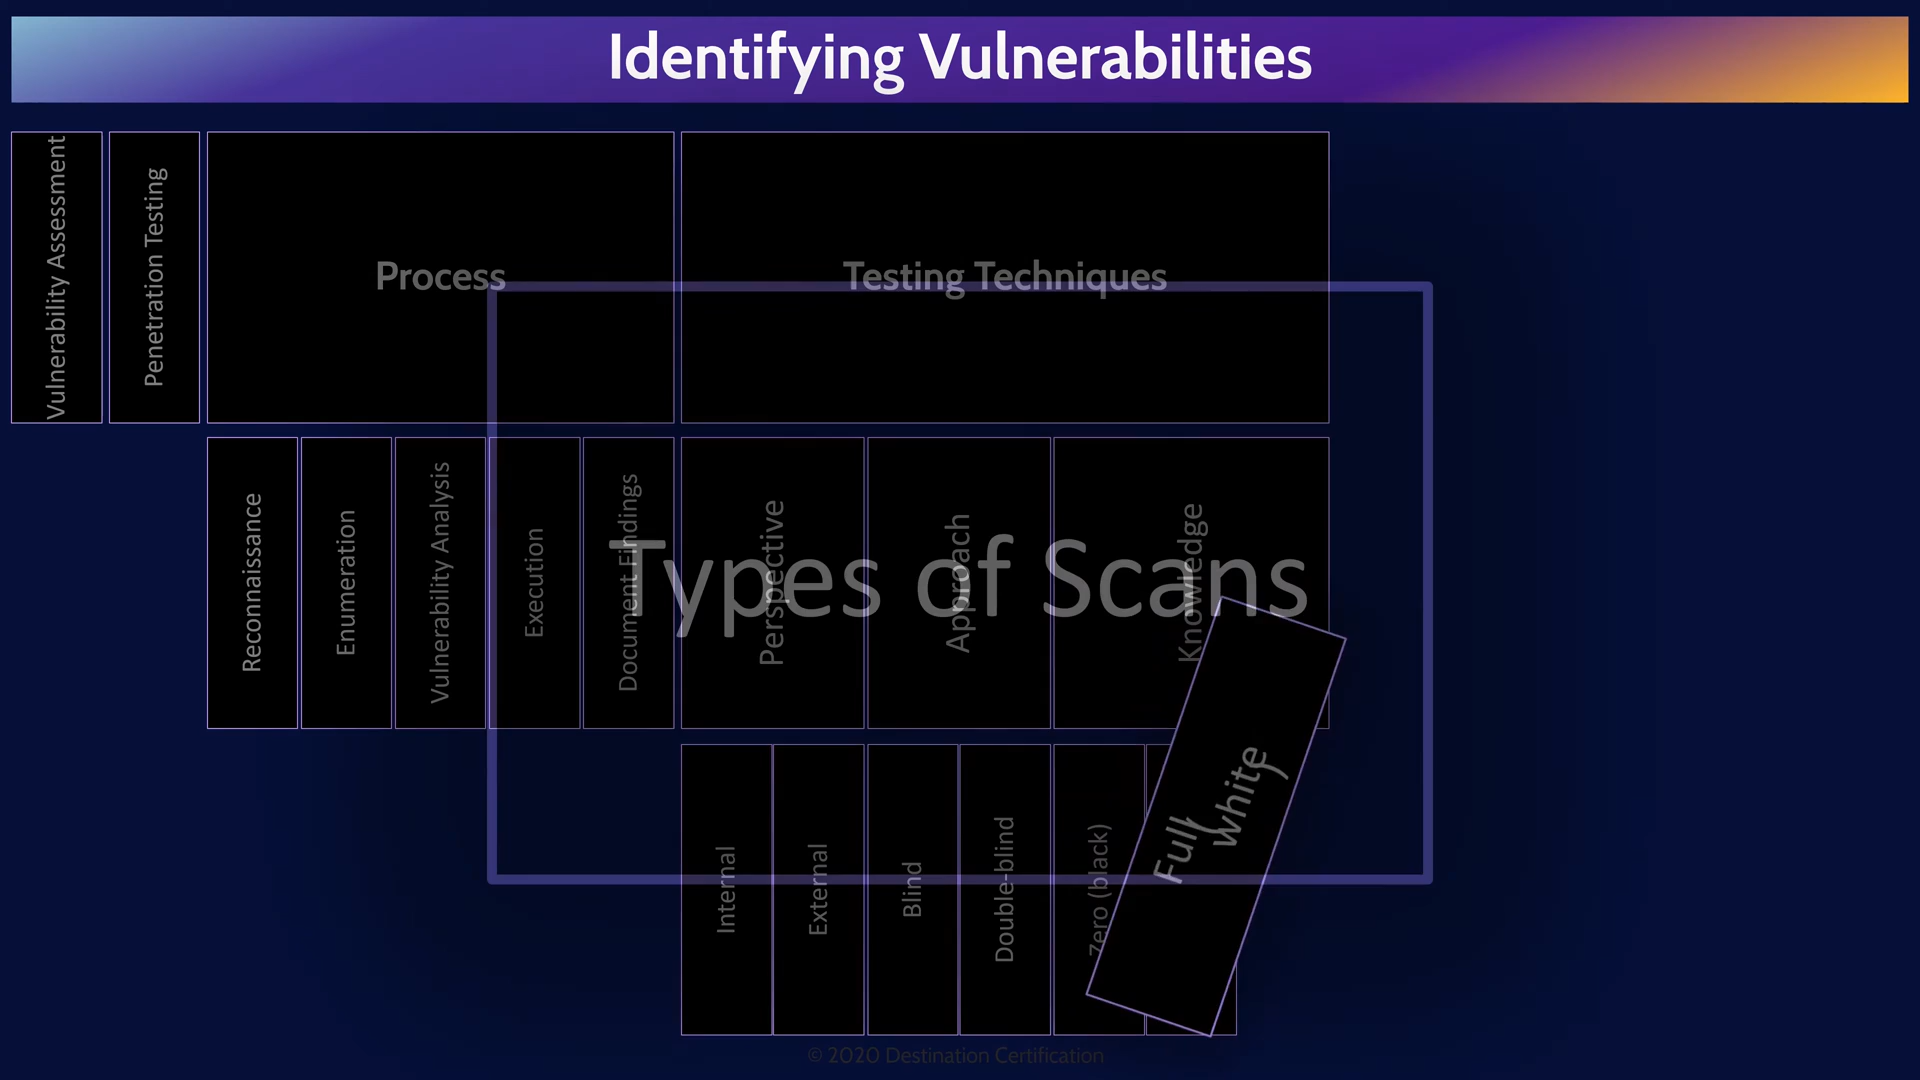 Identifying Vulnerabilities
Vulnerability Assessment
Penetration Testing
Process
Testing Techniques
Reconnaissance
Enumeration
Vulnerability Analysis
Execution
Document Findings
Perspective
Approach
Knowledge
Types of Scans
Internal
External
Blind
Double-blind
Zero (black)
Full
white
© 2020 Destination Certification